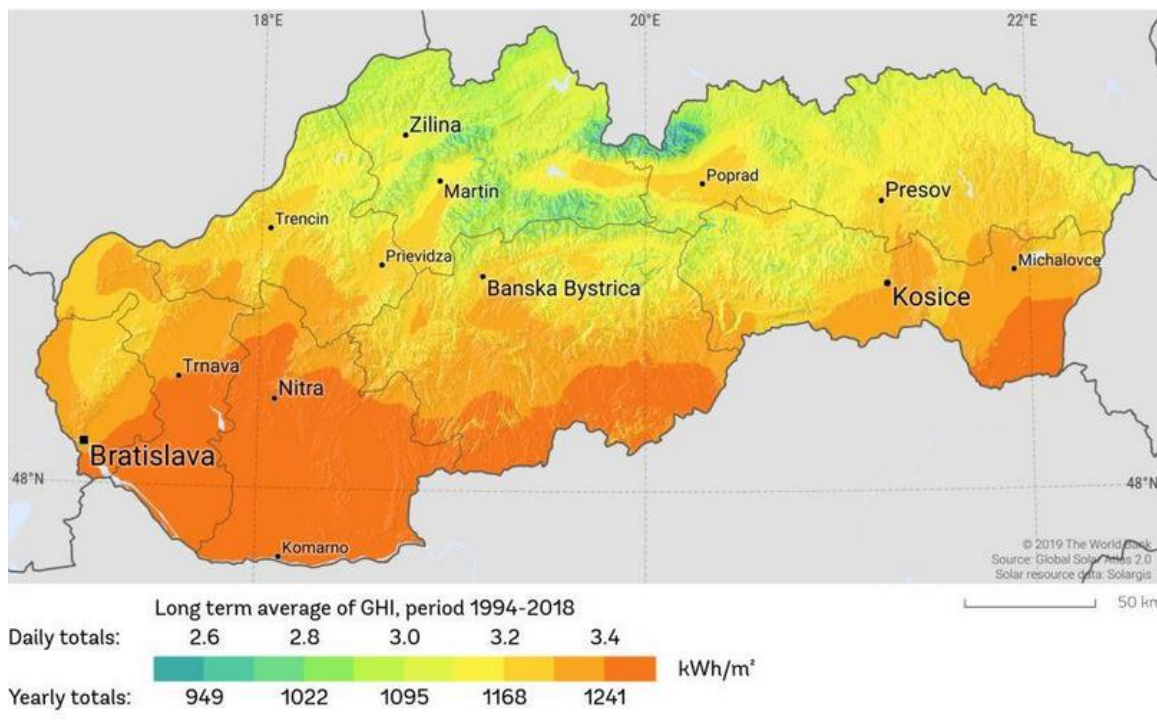 18°E 20°E 22°E
Zilina
Martin
Poprad
Presov
Trencin
Prievidza
Michalovce
Banska Bystrica
Kosice
Trnava
Nitra
Bratislava
48°N 48°N
Komarno
© 2019 The World Bank
Source: Global Solar Atlas 2.0
Solar resource data: Solargis
50 km
Long term average of GHI, period 1994-2018
Daily totals: 2.6 2.8 3.0 3.2 3.4
kWh/m²
Yearly totals: 949 1022 1095 1168 1241